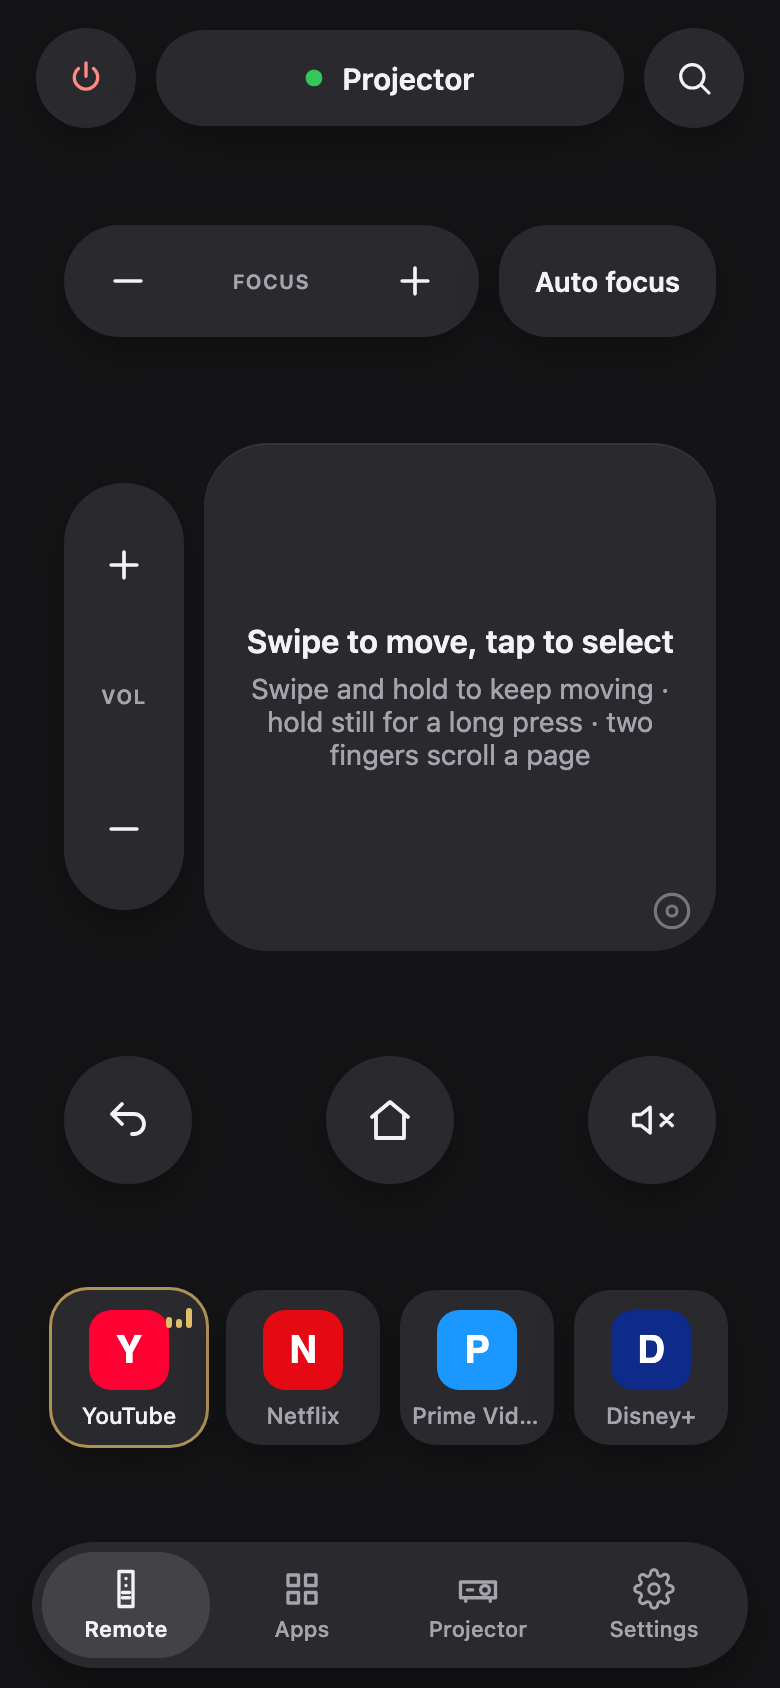 Projector
FOCUS
Auto focus
VOL
Swipe to move, tap to select
Swipe and hold to keep moving ·
hold still for a long press · two
fingers scroll a page
Y
N
P
D
YouTube
Netflix
Prime Vid...
Disney+
Remote
Apps
Projector
Settings